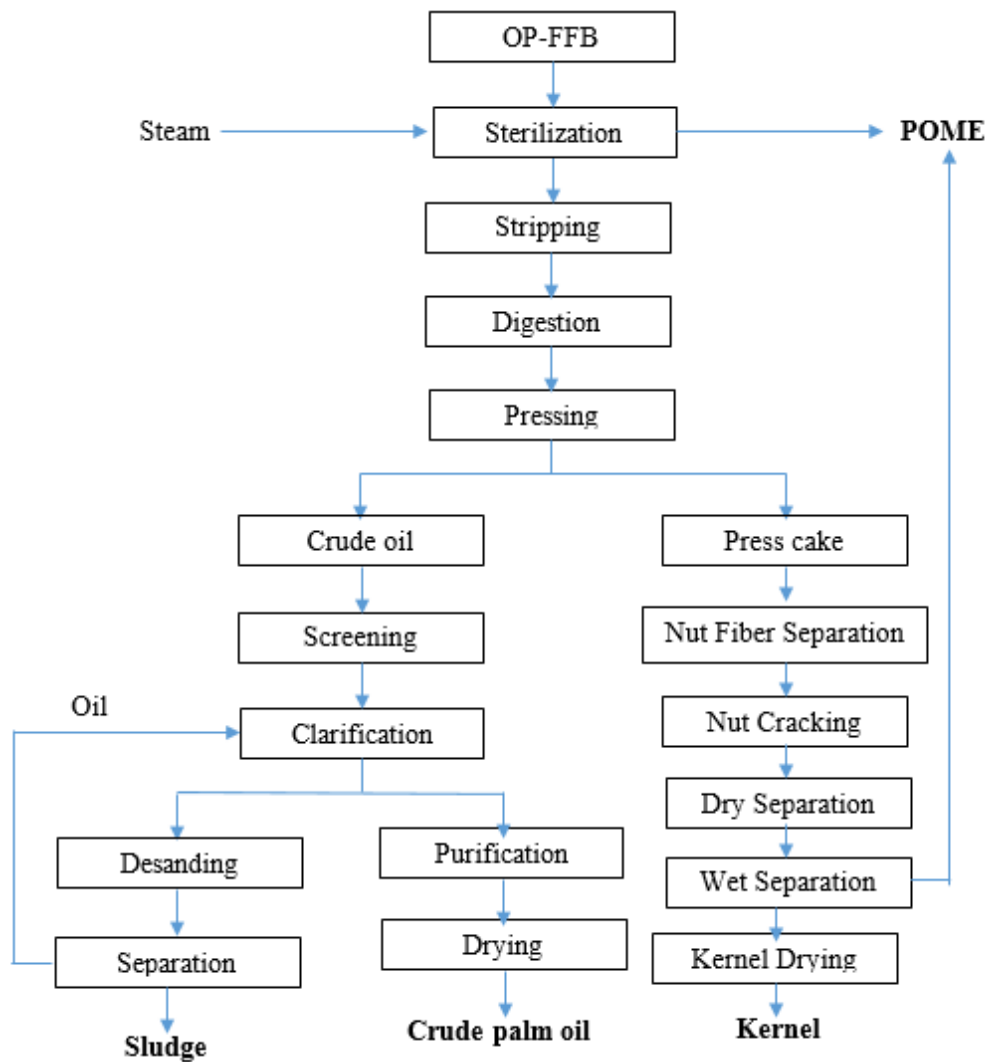 OP-FFB
Steam
Sterilization
POME
Stripping
Digestion
Pressing
Crude oil
Press cake
Screening
Nut Fiber Separation
Oil
Clarification
Nut Cracking
Dry Separation
Desanding
Purification
Wet Separation
Separation
Drying
Kernel Drying
Sludge
Crude palm oil
Kernel